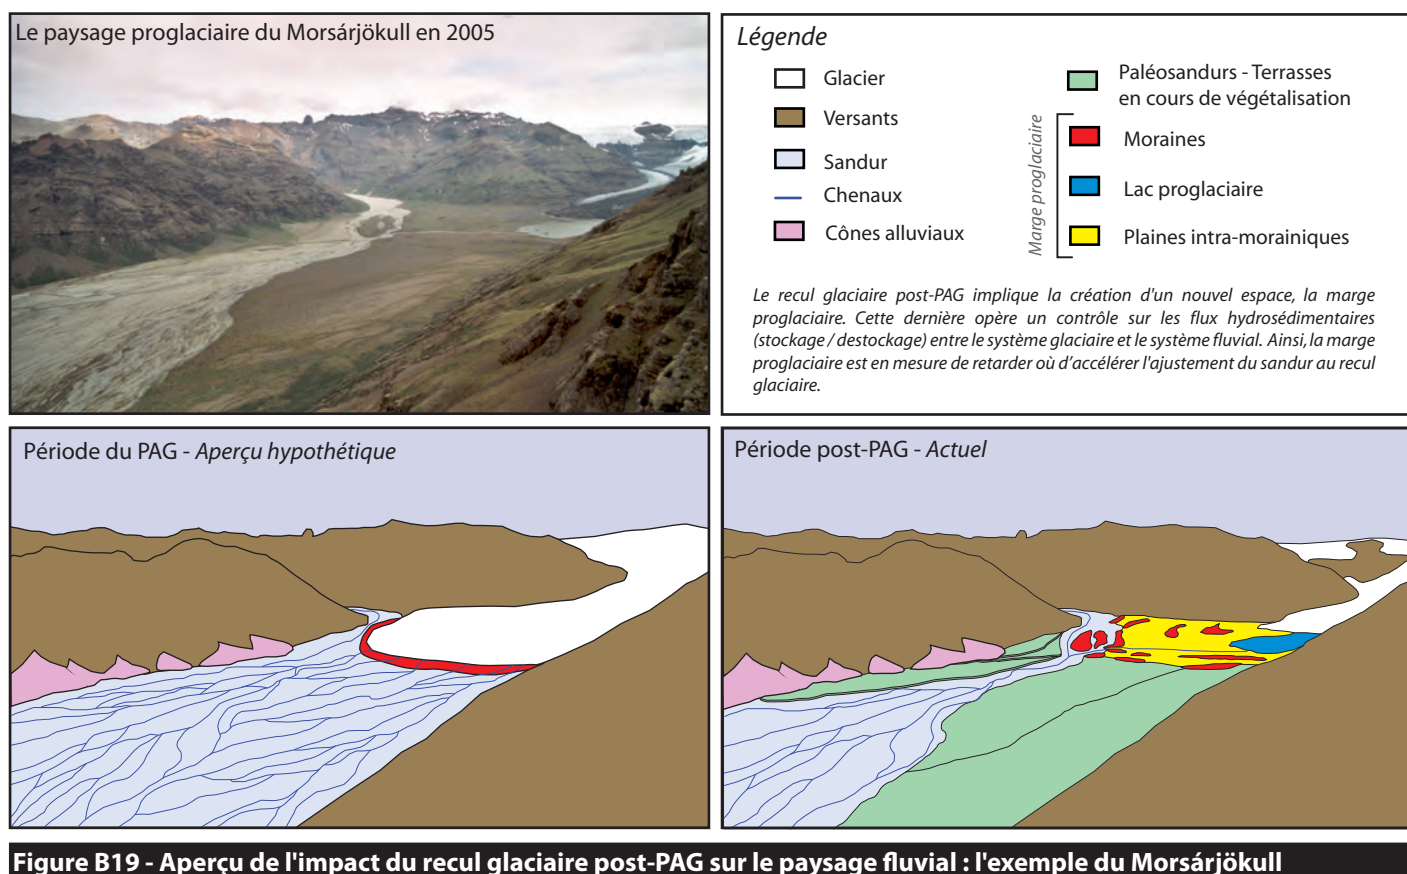 Le paysage proglaciaire du Morsárjökull en 2005
Légende
Glacier
Versants
Sandur
Chenaux
Cônes alluviaux
Paléosandurs - Terrasses
en cours de végétalisation
Marge proglaciaire
Moraines
Lac proglaciaire
Plaines intra-morainiques
Le recul glaciaire post-PAG implique la création d'un nouvel espace, la marge
proglaciaire. Cette dernière opère un contrôle sur les flux hydrosédimentaires
(stockage / destockage) entre le système glaciaire et le système fluvial. Ainsi, la marge
proglaciaire est en mesure de retarder où d'accélérer l'ajustement du sandur au recul
glaciaire.
Période du PAG - Aperçu hypothétique
Période post-PAG - Actuel
Figure B19 - Aperçu de l'impact du recul glaciaire post-PAG sur le paysage fluvial : l'exemple du Morsárjökull